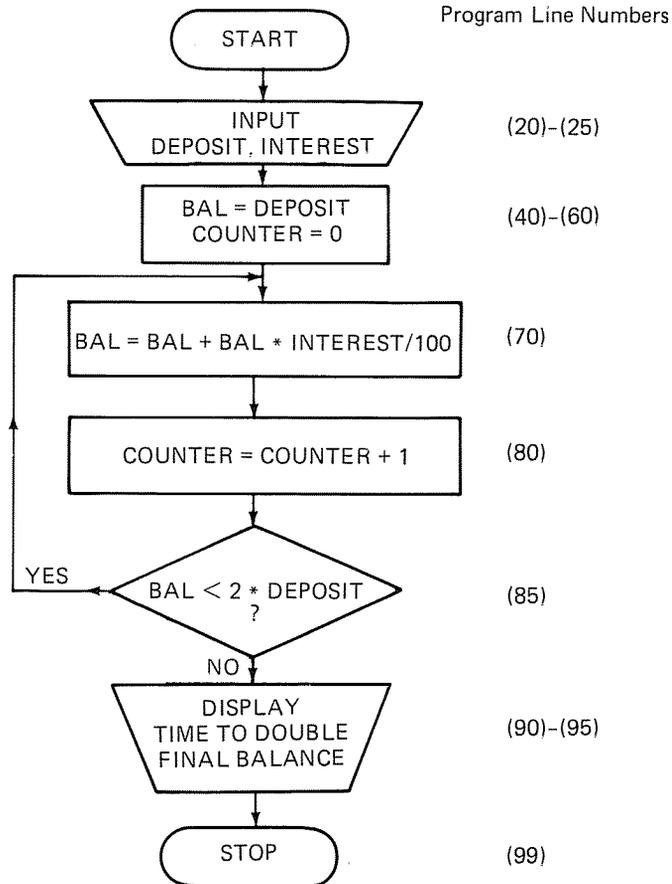 Program Line Numbers
START
INPUT
DEPOSIT, INTEREST
(20)-(25)
BAL = DEPOSIT
COUNTER = 0
(40)-(60)
BAL = BAL + BAL * INTEREST/100
(70)
COUNTER = COUNTER + 1
(80)
YES
BAL < 2 * DEPOSIT
?
(85)
NO
DISPLAY
TIME TO DOUBLE
FINAL BALANCE
(90)-(95)
STOP
(99)